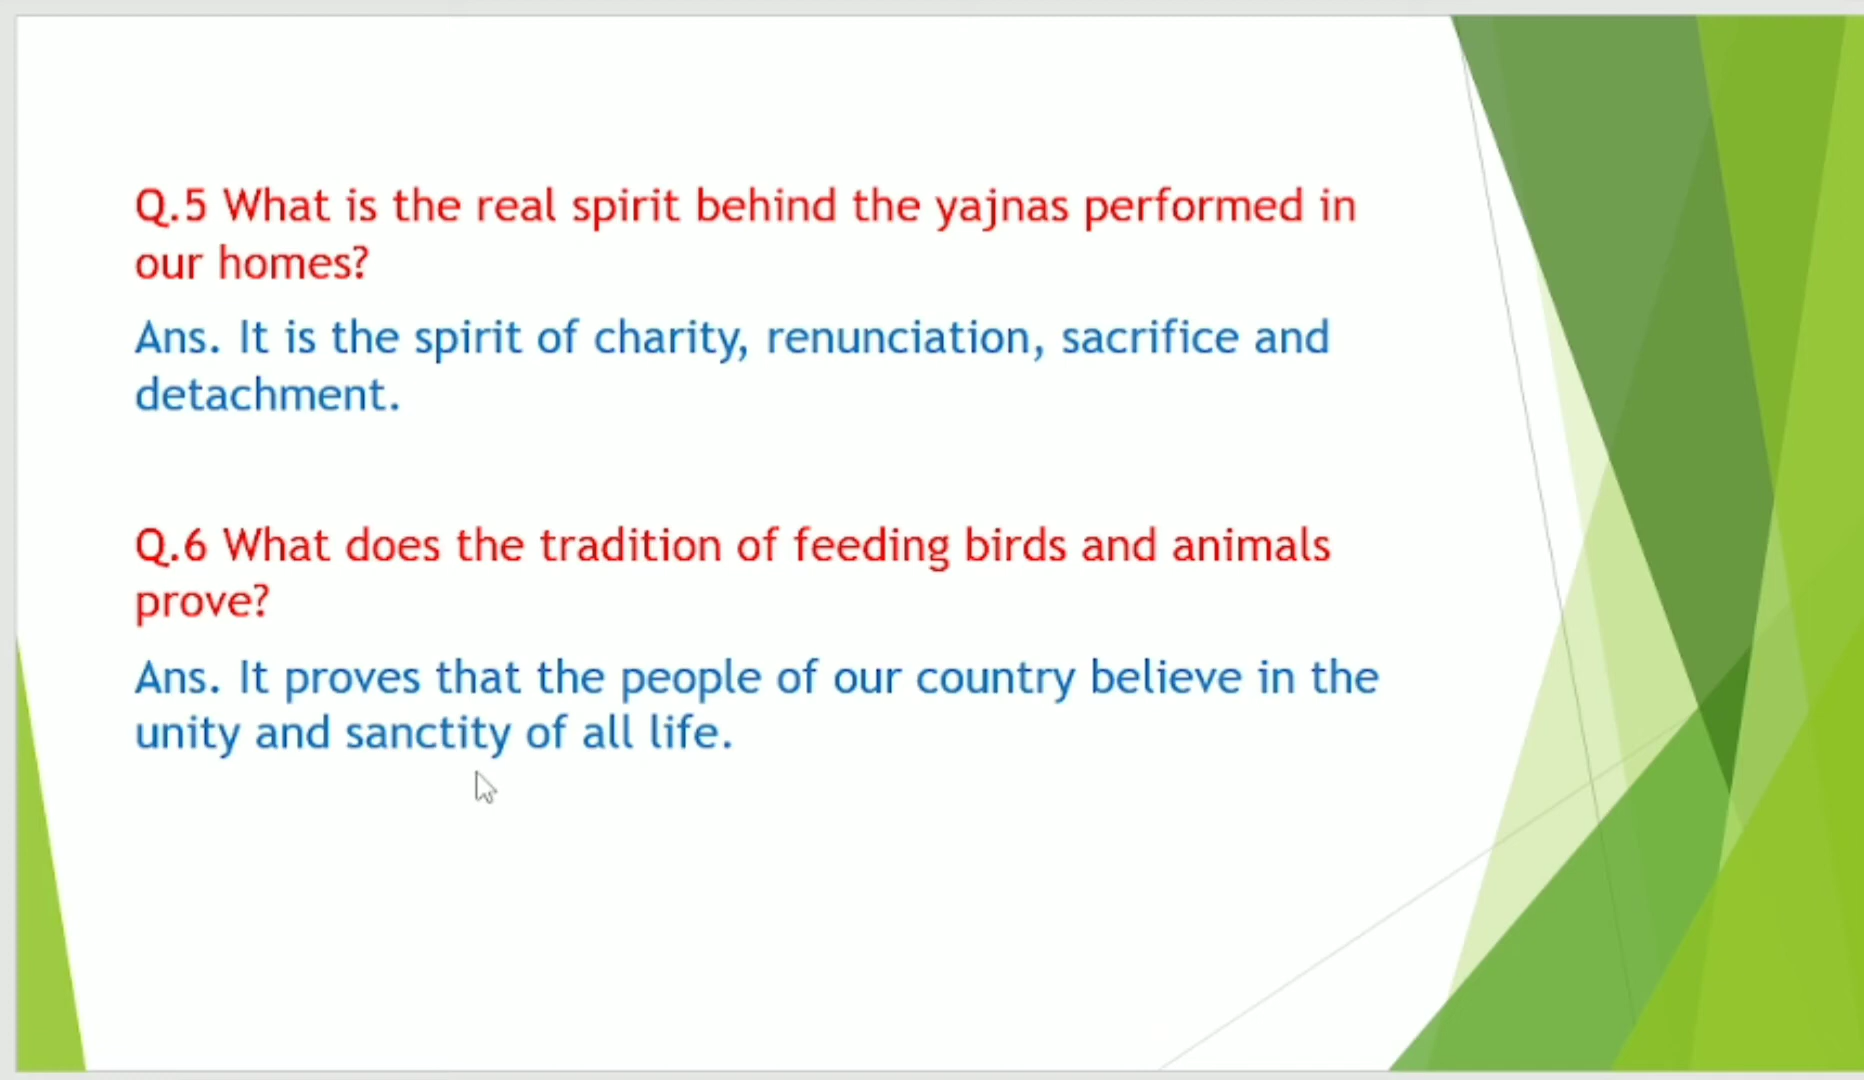 Q.5 What is the real spirit behind the yajnas performed in
our homes?
Ans. It is the spirit of charity, renunciation, sacrifice and
detachment.
Q.6 What does the tradition of feeding birds and animals
prove?
Ans. It proves that the people of our country believe in the
unity and sanctity of all life.